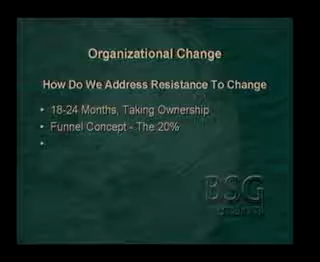 Organizational Change
How Do We Address Resistance To Change
• 18-24 Months, Taking Ownership
• Funnel Concept - The 20%
•
BSG